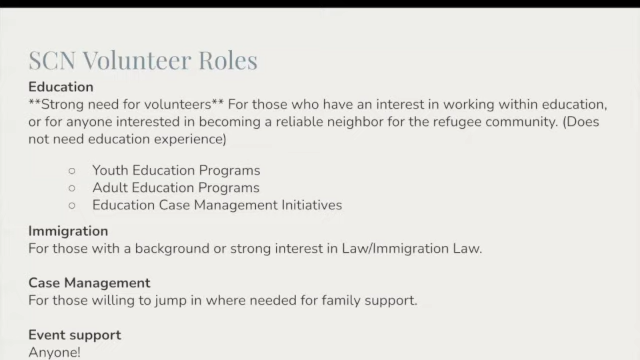 SCN Volunteer Roles
Education
**Strong need for volunteers** For those who have an interest in working within education,
or for anyone interested in becoming a reliable neighbor for the refugee community. (Does
not need education experience)
○ Youth Education Programs
○ Adult Education Programs
○ Education Case Management Initiatives
Immigration
For those with a background or strong interest in Law/Immigration Law.
Case Management
For those willing to jump in where needed for family support.
Event support
Anyone!